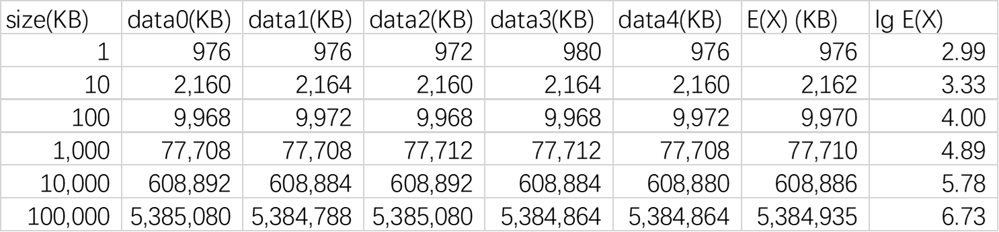 size(KB) data0(KB) data1(KB) data2(KB) data3(KB) data4(KB) E(X) (KB) lg E(X)
1 976 976 972 980 976 976 2.99
10 2,160 2,164 2,160 2,164 2,160 2,162 3.33
100 9,968 9,972 9,968 9,968 9,972 9,970 4.00
1,000 77,708 77,708 77,712 77,712 77,708 77,710 4.89
10,000 608,892 608,884 608,892 608,884 608,880 608,886 5.78
100,000 5,385,080 5,384,788 5,385,080 5,384,864 5,384,864 5,384,935 6.73